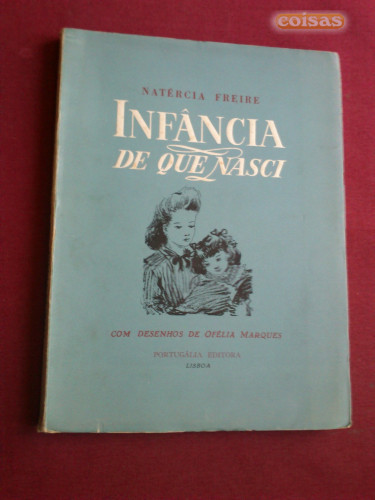 coisas
NATÉRCIA FREIRE
INFÂNCIA
DE QUE NASCI
COM DESENHOS DE OFÉLIA MARQUES
PORTUGÁLIA EDITORA
LISBOA